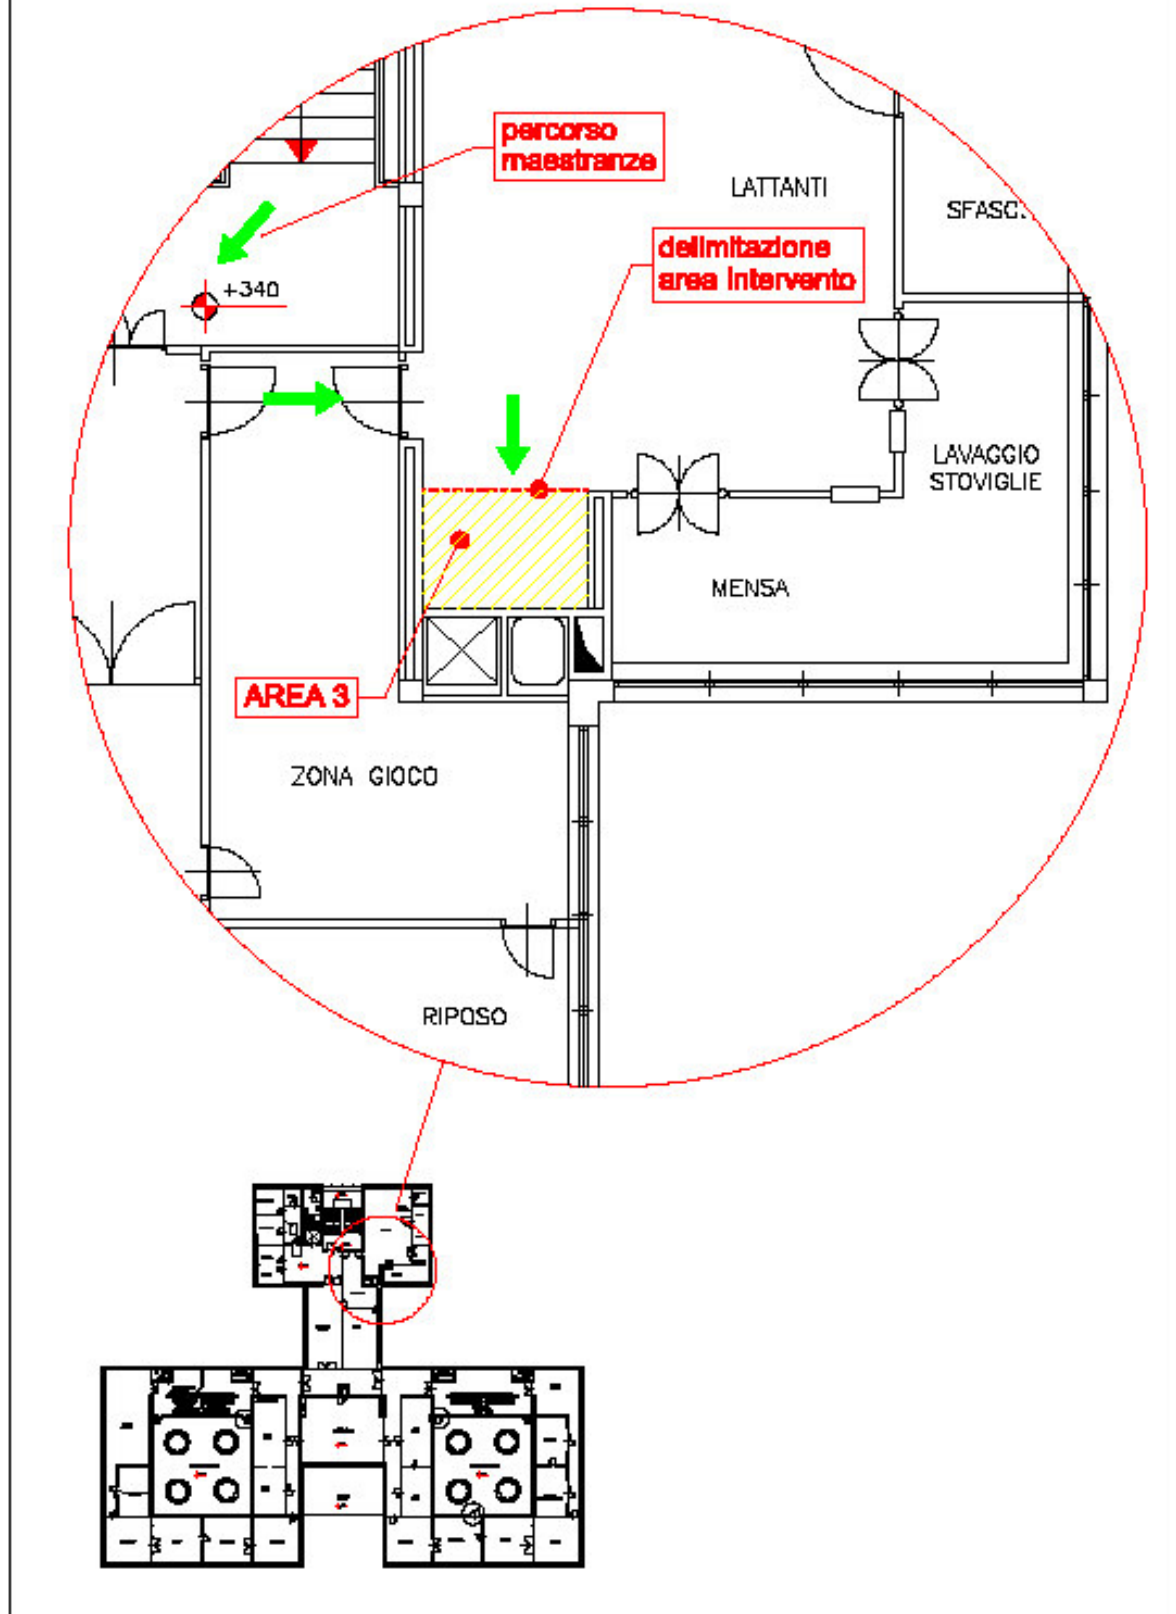 percorso
maestranze
LATTANTI
SFASC.
delimitazione
area intervento
+340
LAVAGGIO
STOVIGLIE
MENSA
AREA 3
ZONA GIOCO
RIPOSO